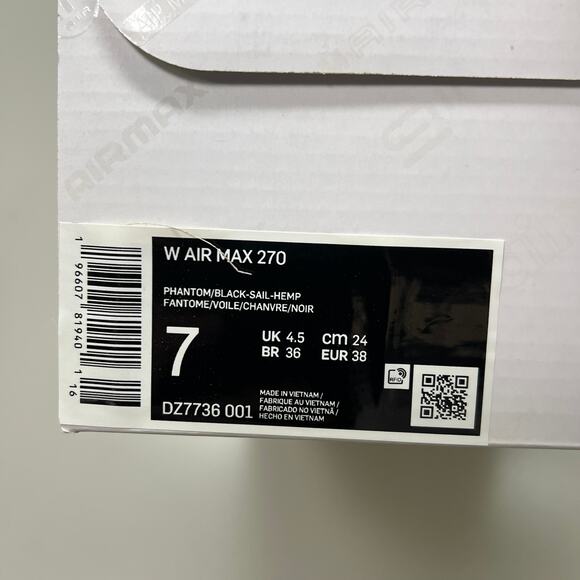 AIRMAX
W AIR MAX 270
PHANTOM/BLACK-SAIL-HEMP
FANTOME/VOILE/CHANVRE/NOIR
7
UK 4.5 cm 24
BR 36 EUR 38
RFID
DZ7736 001
MADE IN VIETNAM /
FABRIQUE AU VIETNAM /
FABRICADO NO VIETNÃ /
HECHO EN VIETNAM
1 96607 81940 1 16